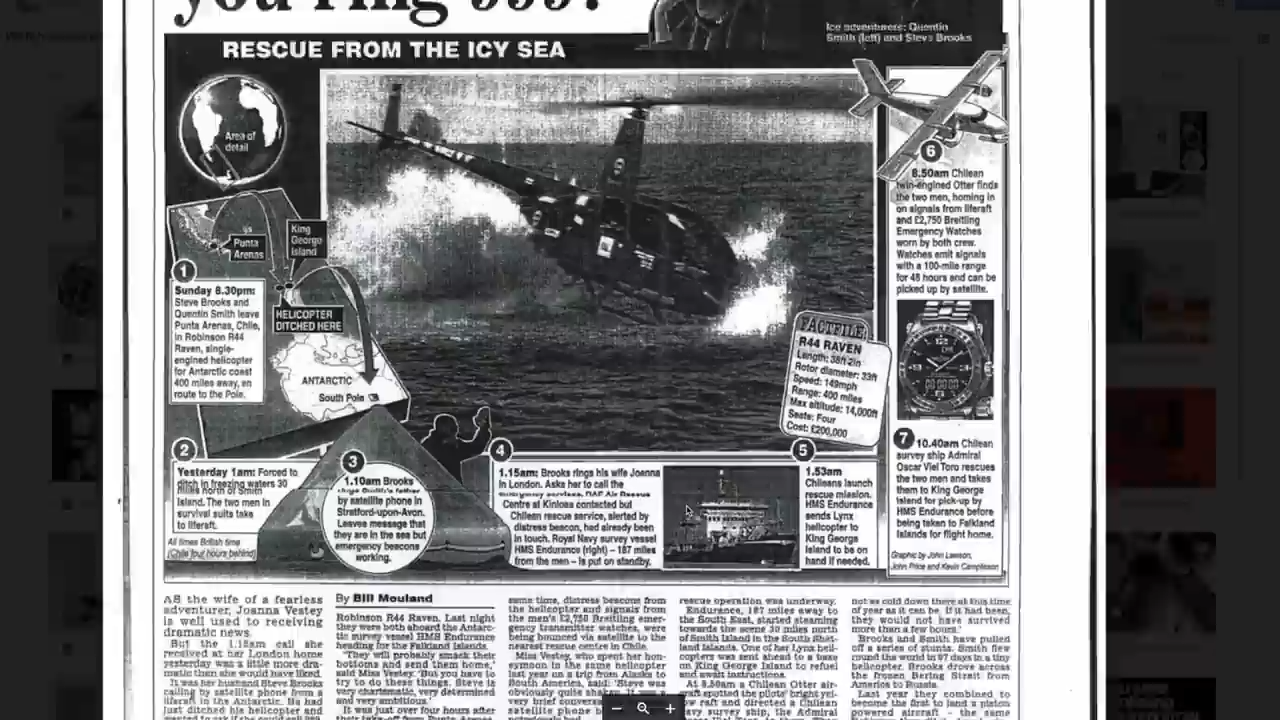 you ring 999?
Ice adventurers: Quentin
Smith (left) and Steve Brooks
RESCUE FROM THE ICY SEA
Area of
detail
Punta
Arenas
King
George
Island
HELICOPTER
DITCHED HERE
ANTARCTIC
South Pole
1
Sunday 8.30pm:
Steve Brooks and
Quentin Smith leave
Punta Arenas, Chile,
in Robinson R44
Raven, single-
engined helicopter
for Antarctic coast
400 miles away, en
route to the Pole.
2
Yesterday 1am: Forced to
ditch in freezing waters 30
miles north of Smith
Island. The two men in
survival suits take
to liferaft.
All times British time
(Chile four hours behind)
3
1.10am Brooks
rings Smith's father
by satellite phone in
Stratford-upon-Avon.
Leaves message that
they are in the sea but
emergency beacons
working.
4
1.15am: Brooks rings his wife Joanna
in London. Asks her to call the
emergency services. RAF Air Rescue
Centre at Kinloss contacted but
Chilean rescue service, alerted by
distress beacon, had already been
in touch. Royal Navy survey vessel
HMS Endurance (right) – 187 miles
from the men – is put on standby.
5
1.53am
Chileans launch
rescue mission.
HMS Endurance
sends Lynx
helicopter to
King George
Island to be on
hand if needed.
FACTFILE
R44 RAVEN
Length: 38ft 2in
Rotor diameter: 33ft
Speed: 149mph
Range: 400 miles
Max altitude: 14,000ft
Seats: Four
Cost: £200,000
6
8.50am Chilean
twin-engined Otter finds
the two men, homing in
on signals from liferaft
and £2,750 Breitling
Emergency Watches
worn by both crew.
Watches emit signals
with a 100-mile range
for 48 hours and can be
picked up by satellite.
7
10.40am Chilean
survey ship Admiral
Oscar Viel Toro rescues
the two men and takes
them to King George
Island for pick-up by
HMS Endurance before
being taken to Falkland
Islands for flight home.
Graphic by John Lawson,
John Price and Kevin Campleson
AS the wife of a fearless
adventurer, Joanna Vestey
is well used to receiving
dramatic news.
But the 1.15am call she
received at her London home
yesterday was a little more dra-
matic than she would have liked.
It was her husband Steve Brooks
calling by satellite phone from a
liferaft in the Antarctic. He had
just ditched his helicopter and
By Bill Mouland
Robinson R44 Raven. Last night
they were both aboard the Antarc-
tic survey vessel HMS Endurance
heading for the Falkland Islands.
'They will probably smack their
bottoms and send them home,'
said Miss Vestey. 'But you have to
try to do these things. Steve is
very charismatic, very determined
and very ambitious.'
It was just over four hours after
their take-off from Punta Arenas
same time, distress beacons from
the helicopter and signals from
the men's £2,750 Breitling emer-
gency transmitter watches, were
being bounced via satellite to the
nearest rescue centre in Chile.
Miss Vestey, who spent her hon-
eymoon in the same helicopter
last year on a trip from Alaska to
South America, said: 'Steve was
obviously quite
very brief
satellite phone
rescue operation was underway.
Endurance, 187 miles away to
the South East, started steaming
towards the scene 30 miles north
of Smith Island in the South Shet-
land Islands. One of her Lynx hel-
icopters was sent ahead to a base
on King George Island to refuel
and await instructions.
At 8.50am a Chilean Otter air-
craft spotted the pilots' bright yel-
low raft and directed a Chilean
navy survey ship, the Admiral
not as cold down there at this time
of year as it can be. If it had been,
they would not have survived
more than a few hours.'
Brooks and Smith have pulled
off a series of stunts. Smith flew
round the world in 97 days in a tiny
helicopter. Brooks drove across
the frozen Bering Strait from
America to Russia.
Last year they combined to
become the first to land a piston
powered aircraft – the same